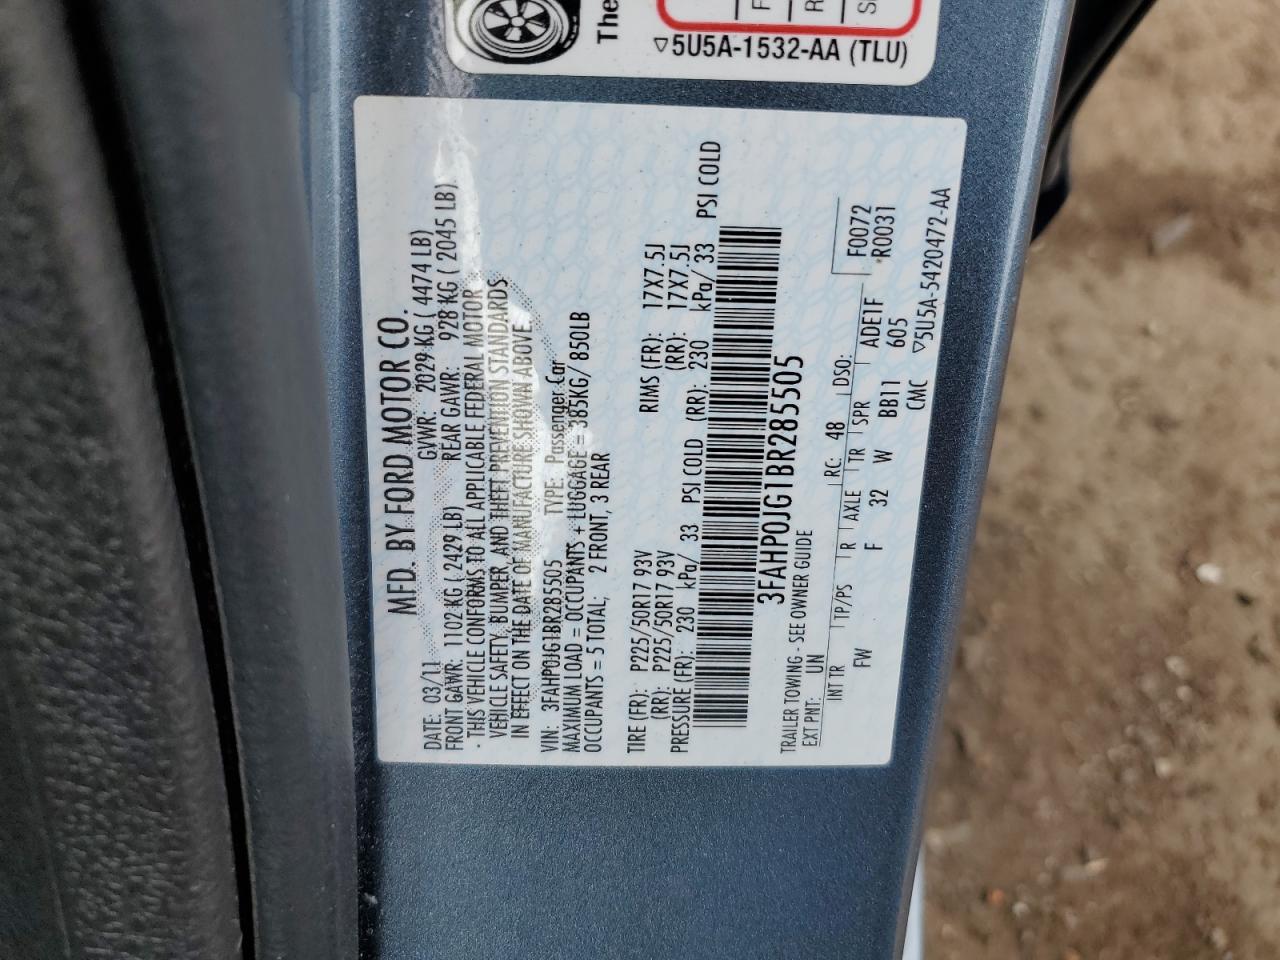 The
5U5A-1532-AA (TLU)
MFD. BY FORD MOTOR CO.
DATE: 03/11 GVWR: 2029 KG ( 4474 LB)
FRONT GAWR: 1102 KG ( 2429 LB) REAR GAWR: 928 KG ( 2045 LB)
· THIS VEHICLE CONFORMS TO ALL APPLICABLE FEDERAL MOTOR
VEHICLE SAFETY, BUMPER, AND THEFT PREVENTION STANDARDS
IN EFFECT ON THE DATE OF MANUFACTURE SHOWN ABOVE.
VIN: 3FAHP0JG1BR285505 TYPE: Passenger Car
MAXIMUM LOAD = OCCUPANTS + LUGGAGE = 385KG/ 850LB
OCCUPANTS = 5 TOTAL; 2 FRONT, 3 REAR
TIRE (FR): P225/50R17 93V RIMS (FR): 17X7.5J
(RR): P225/50R17 93V (RR): 17X7.5J
PRESSURE (FR): 230 kPa/ 33 PSI COLD (RR): 230 kPa/ 33 PSI COLD
3FAHP0JG1BR285505
TRAILER TOWING - SEE OWNER GUIDE
EXT PNT: UN RC: 48 DSO: F0072
INT TR TP/PS R AXLE TR SPR ADE1F R0031
FW F 32 W BB11 605
CMC ▽5U5A-5420472-AA